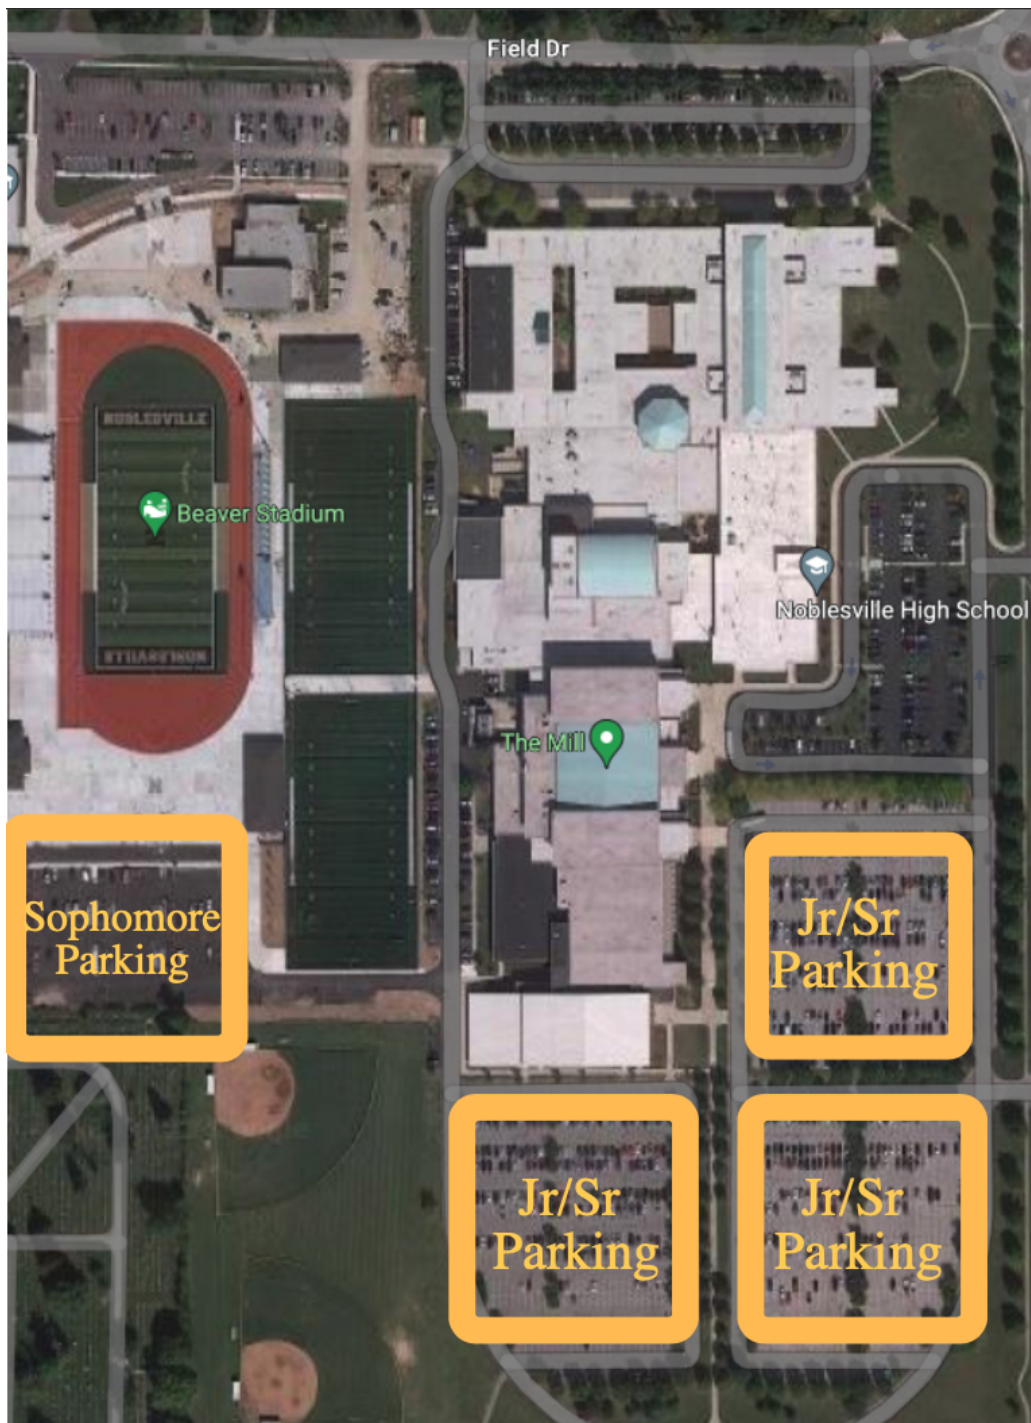 Field Dr
NOBLESVILLE
Beaver Stadium
Noblesville High School
NOBLESVILLE
The Mill
N
Sophomore
Parking
Jr/Sr
Parking
Jr/Sr
Parking
Jr/Sr
Parking